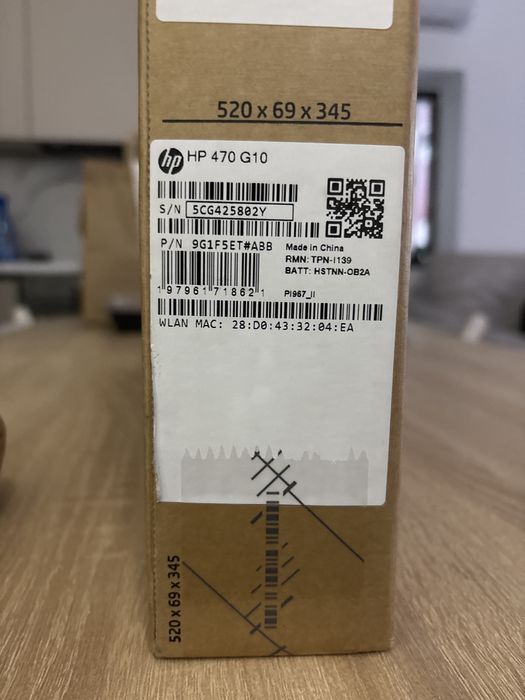 520 x 69 x 345
hp HP 470 G10
S/N 5CG425802Y
P/N 9G1F5ET#ABB
Made in China
RMN: TPN-I139
BATT: HSTNN-OB2A
1 97961 71862 1
PI967_II
WLAN MAC: 28:D0:43:32:04:EA
520 x 69 x 345